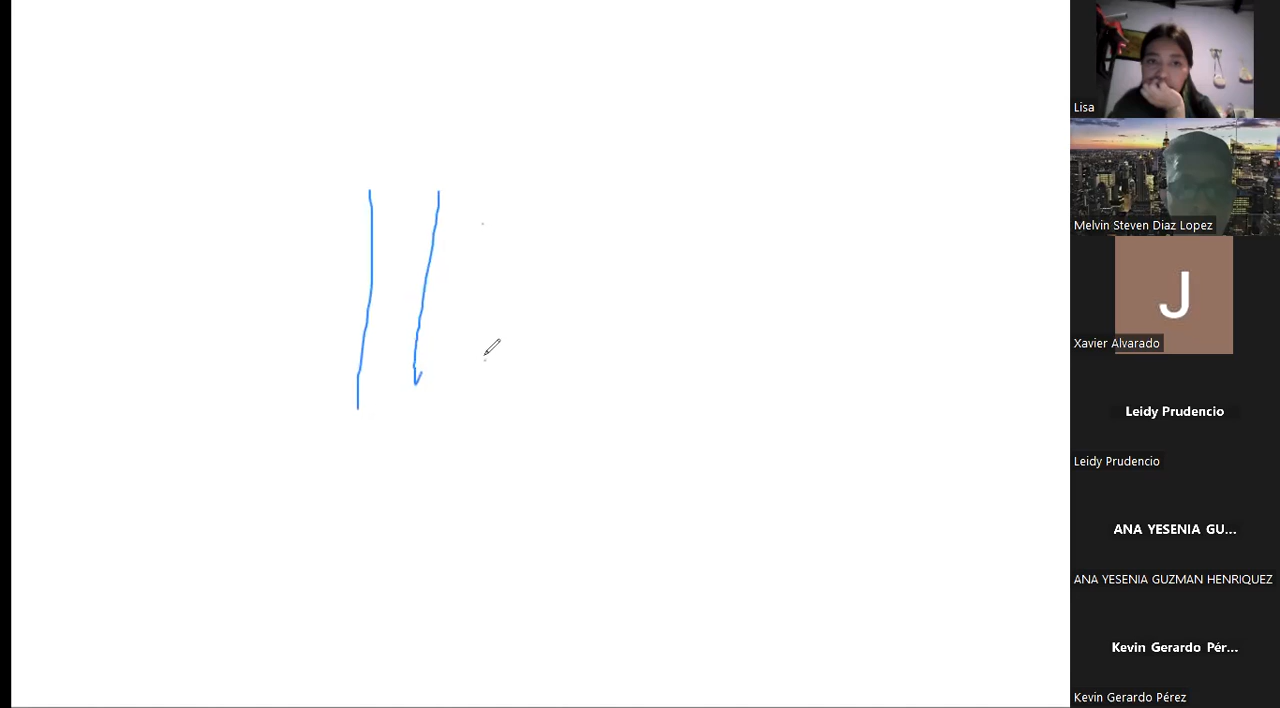 Lisa
Melvin Steven Diaz Lopez
J
Xavier Alvarado
Leidy Prudencio
Leidy Prudencio
ANA YESENIA GU...
ANA YESENIA GUZMAN HENRIQUEZ
Kevin Gerardo Pér...
Kevin Gerardo Pérez